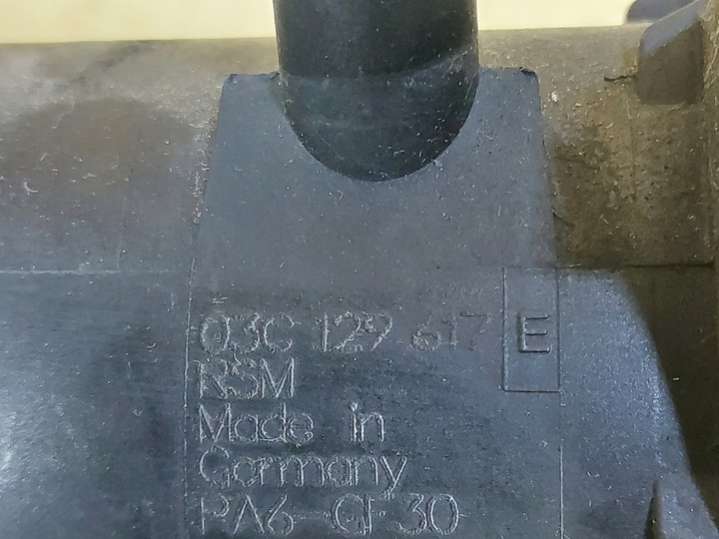 03C 129 617 E
RSM
Made in
Germany
PA6-GF30